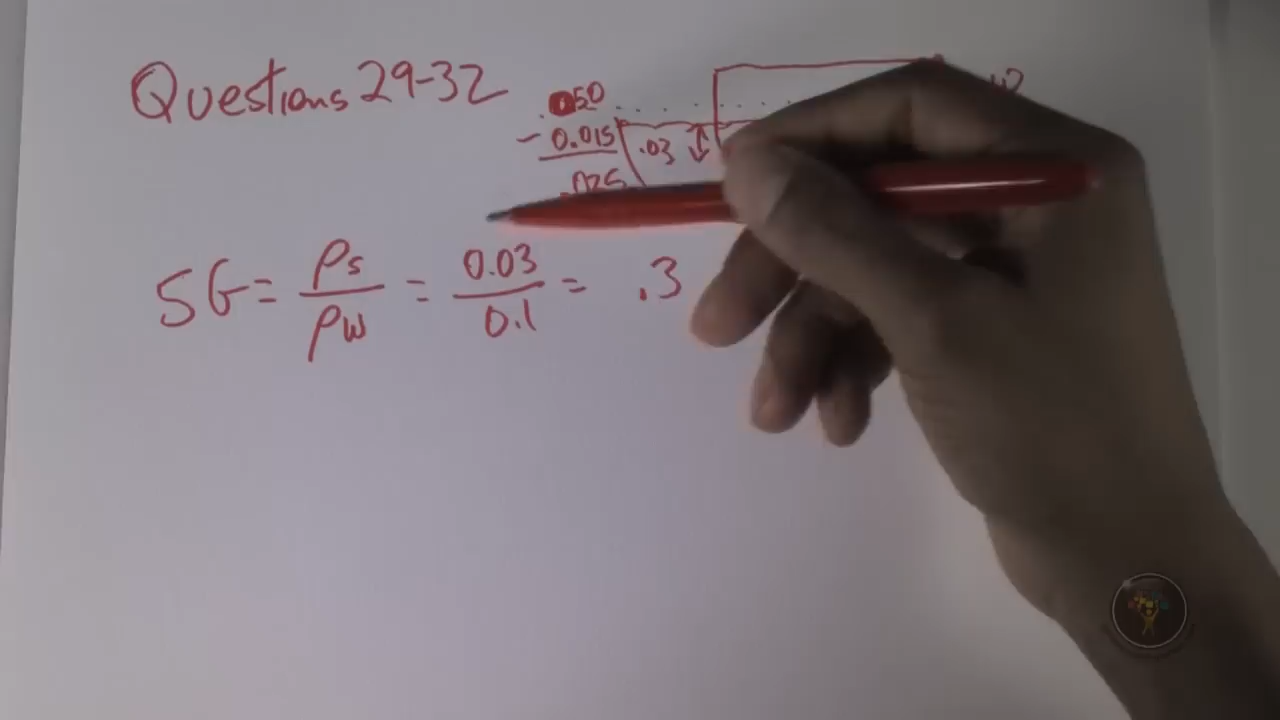 Questions 29-32
.050
- 0.015
.025
.03
SG = ρs/ρw = 0.03/0.1 = .3